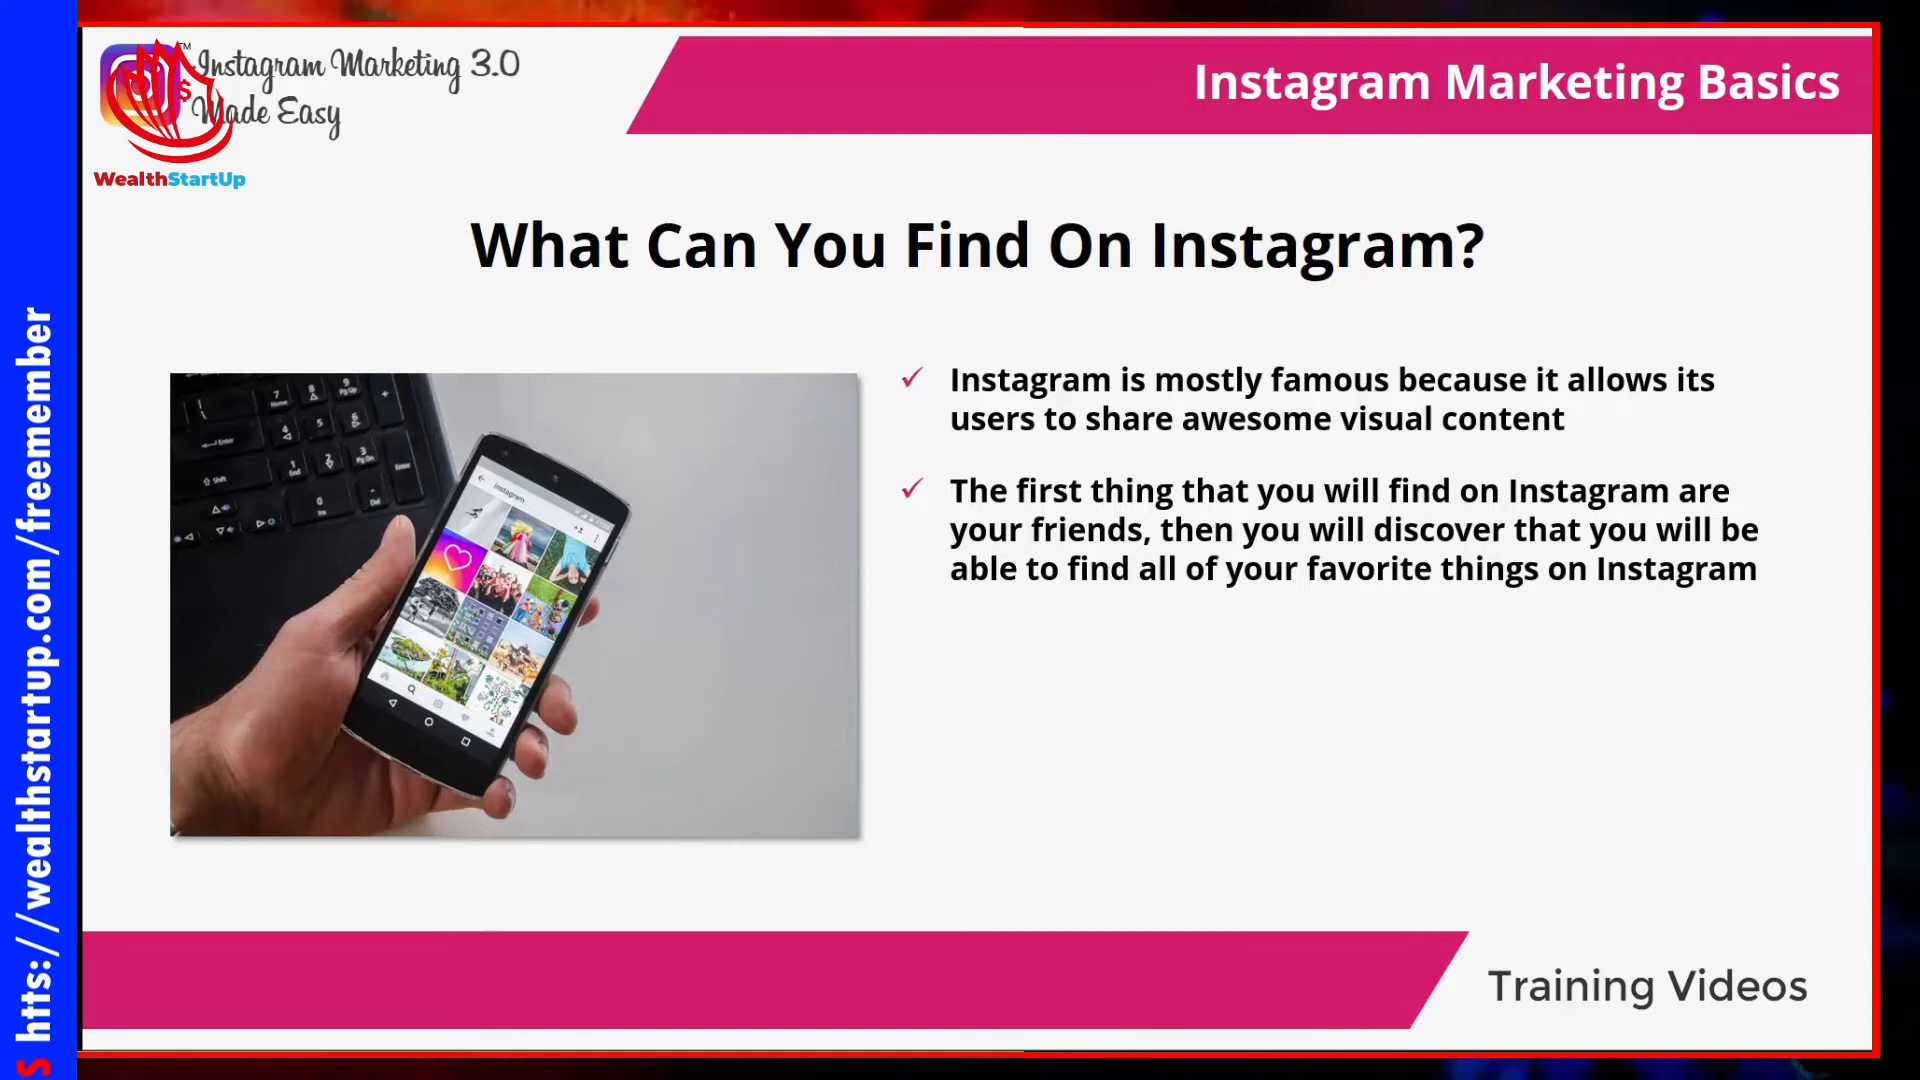 Instagram Marketing 3.0
Made Easy
TM
$
WealthStartUp
Instagram Marketing Basics
What Can You Find On Instagram?
Instagram is mostly famous because it allows its
users to share awesome visual content
The first thing that you will find on Instagram are
your friends, then you will discover that you will be
able to find all of your favorite things on Instagram
instagram
Training Videos
S htts://wealthstartup.com/freemember